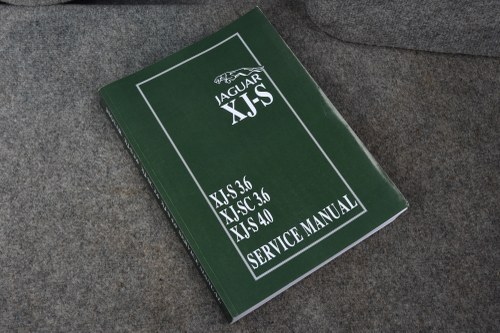 JAGUAR
XJ-S
XJ-S 3.6
XJ-SC 3.6
XJ-S 4.0
SERVICE MANUAL